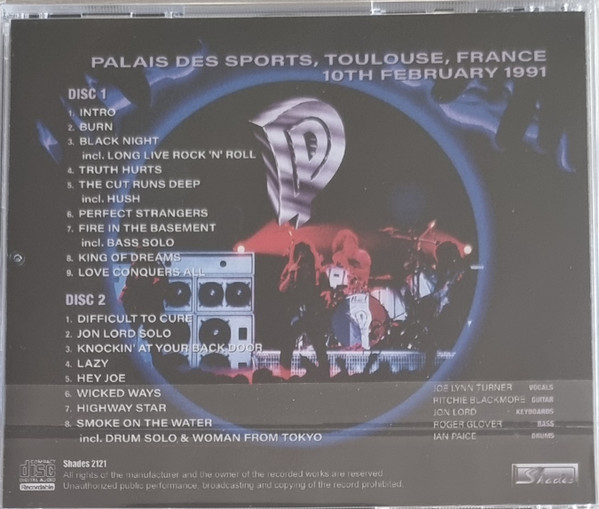 PALAIS DES SPORTS, TOULOUSE, FRANCE
10TH FEBRUARY 1991
DISC 1
1. INTRO
2. BURN
3. BLACK NIGHT
incl. LONG LIVE ROCK 'N' ROLL
4. TRUTH HURTS
5. THE CUT RUNS DEEP
incl. HUSH
6. PERFECT STRANGERS
7. FIRE IN THE BASEMENT
incl. BASS SOLO
8. KING OF DREAMS
9. LOVE CONQUERS ALL
DISC 2
1. DIFFICULT TO CURE
2. JON LORD SOLO
3. KNOCKIN' AT YOUR BACK DOOR
4. LAZY
5. HEY JOE
6. WICKED WAYS
7. HIGHWAY STAR
8. SMOKE ON THE WATER
incl. DRUM SOLO & WOMAN FROM TOKYO
JOE LYNN TURNER VOCALS
RITCHIE BLACKMORE GUITAR
JON LORD KEYBOARDS
ROGER GLOVER BASS
IAN PAICE DRUMS
COMPACT
disc
DIGITAL AUDIO
Recordable
Shades 2121
All rights of the manufacturer and the owner of the recorded works are reserved
Unauthorized public performance, broadcasting and copying of the record prohibited.
Shades